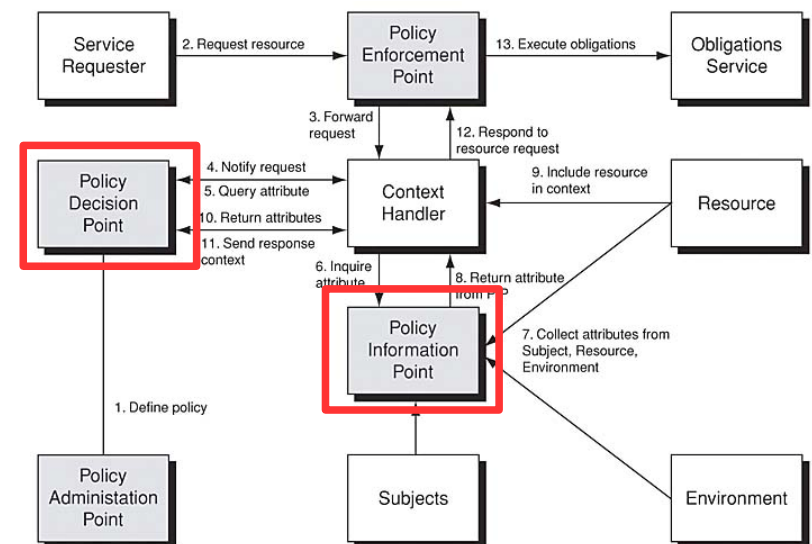 Service
Requester
2. Request resource
Policy
Enforcement
Point
13. Execute obligations
Obligations
Service
3. Forward
request
12. Respond to
resource request
Policy
Decision
Point
4. Notify request
5. Query attribute
10. Return attributes
11. Send response
context
Context
Handler
9. Include resource
in context
Resource
6. Inquire
attribute
8. Return attribute
from
Policy
Information
Point
7. Collect attributes from
Subject, Resource,
Environment
1. Define policy
Policy
Administation
Point
Subjects
Environment